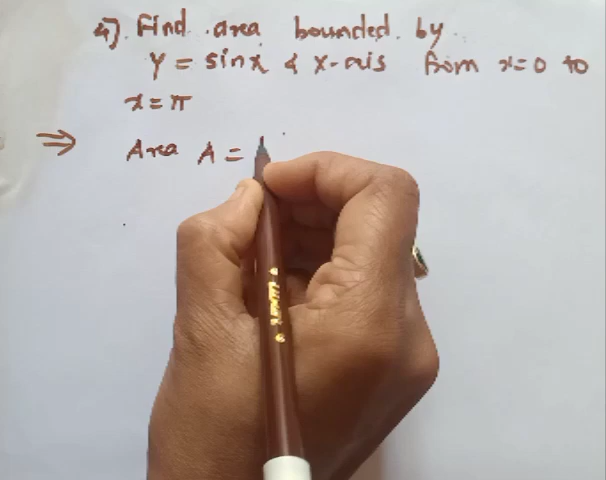 4]. Find area bounded by
y = sinx & x-axis from x=0 to
x=π
⇒ Area A =